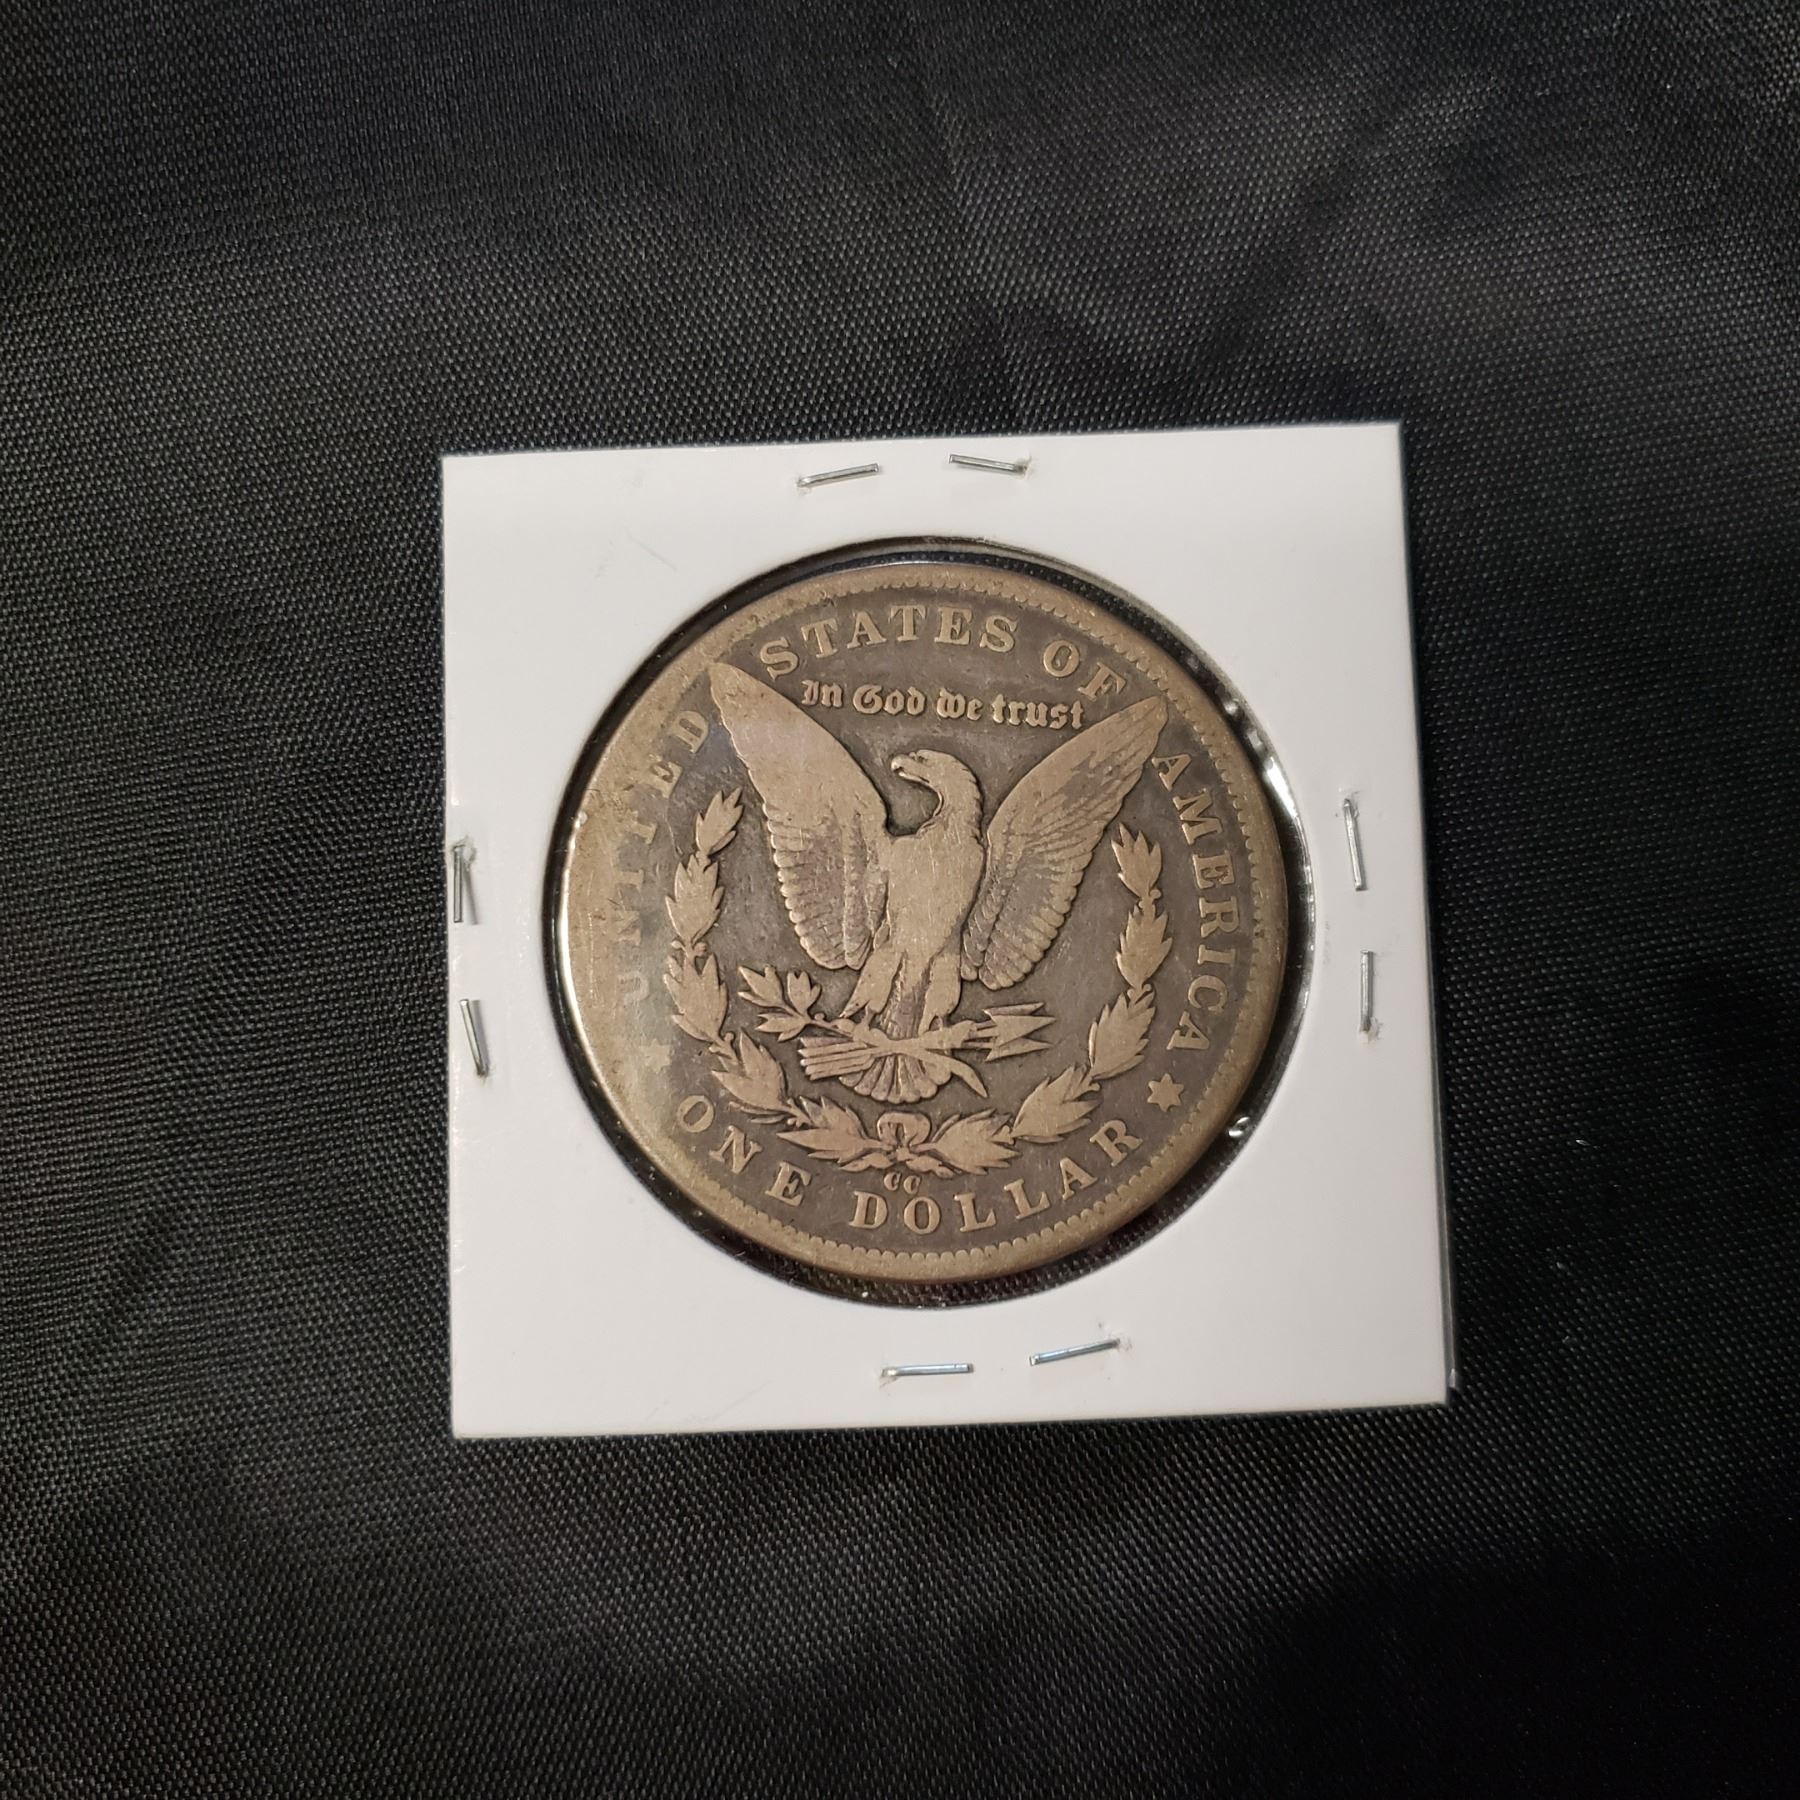 UNITED STATES OF AMERICA
In God we trust
CC
ONE DOLLAR